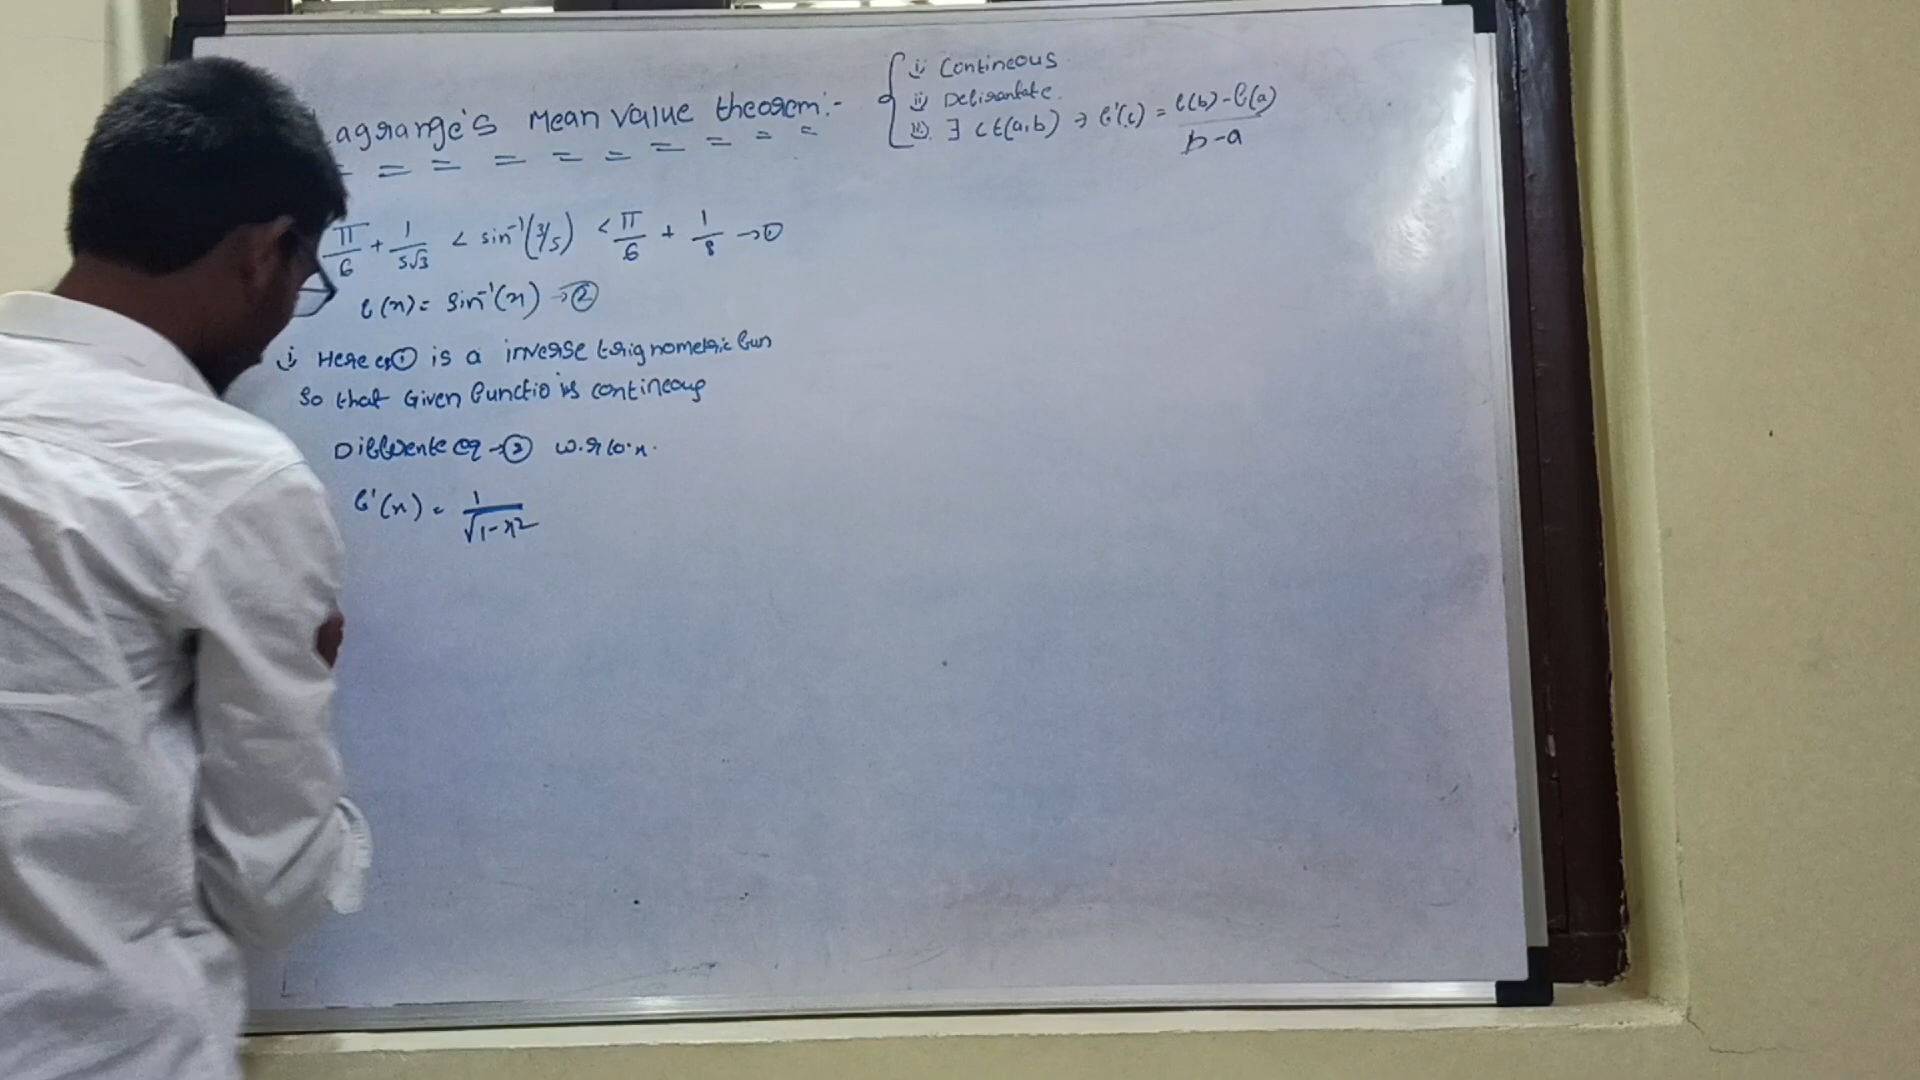 agrange's Mean value theorem:-
i) Contineous
ii) Deliverntate.
iii). ∃ c∈(a,b) ⇒ f'(c) = f(b)-f(a) / b-a
π/6 + 1/5√3 < sin⁻¹(3/5) < π/6 + 1/8 →①
f(x) = sin⁻¹(x) →②
i) Here eq① is a inverse trignometric fun
So that Given functio is contineous
Differente eq→② w.r.to.x.
f'(x) = 1/√1-x²